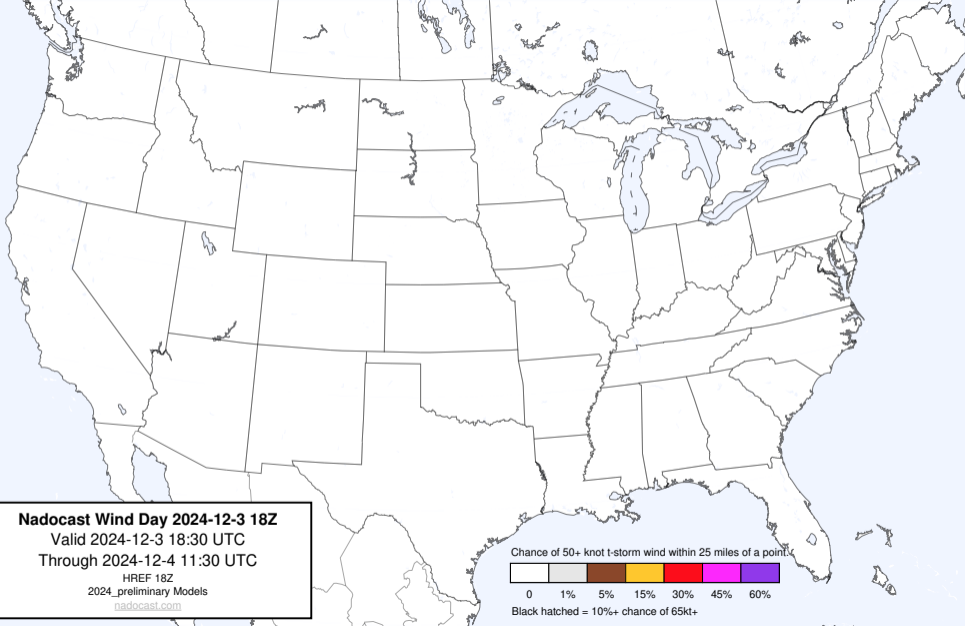 Nadocast Wind Day 2024-12-3 18Z
Valid 2024-12-3 18:30 UTC
Through 2024-12-4 11:30 UTC
HREF 18Z
2024_preliminary Models
nadocast.com
Chance of 50+ knot t-storm wind within 25 miles of a point.
0 1% 5% 15% 30% 45% 60%
Black hatched = 10%+ chance of 65kt+